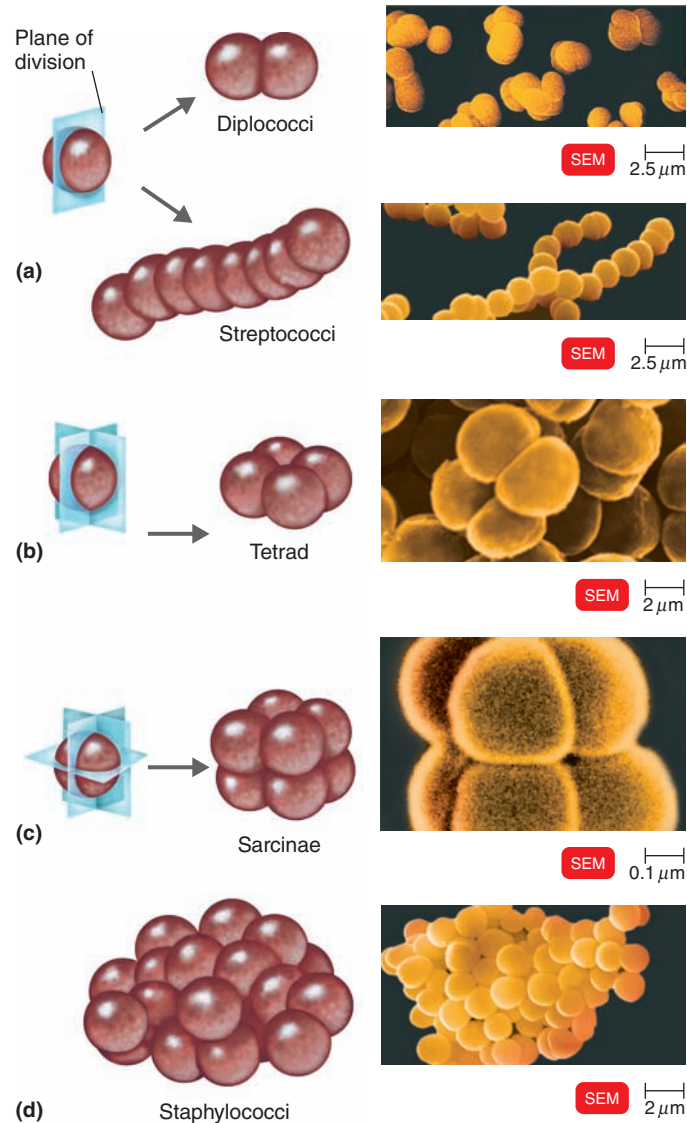 Plane of
division
Diplococci
SEM
2.5 μm
(a)
Streptococci
SEM
2.5 μm
(b)
Tetrad
SEM
2 μm
(c)
Sarcinae
SEM
0.1 μm
(d)
Staphylococci
SEM
2 μm